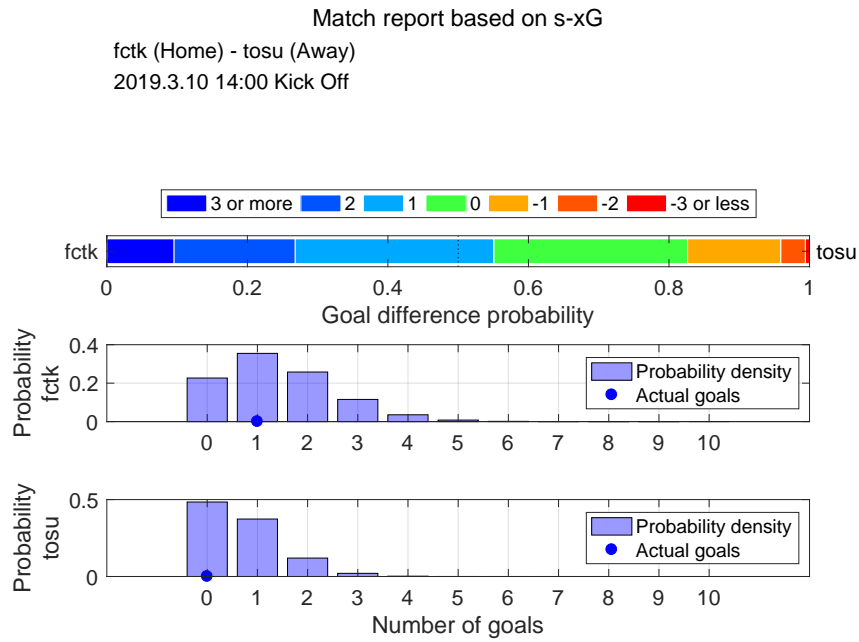 Match report based on s-xG
fctk (Home) - tosu (Away)
2019.3.10 14:00 Kick Off
3 or more 2 1 0 -1 -2 -3 or less
fctk tosu
0 0.2 0.4 0.6 0.8 1
Goal difference probability
Probability
fctk
0.4
0.2
0
Probability density
Actual goals
0 1 2 3 4 5 6 7 8 9 10
Probability
tosu
0.5
0
Probability density
Actual goals
0 1 2 3 4 5 6 7 8 9 10
Number of goals